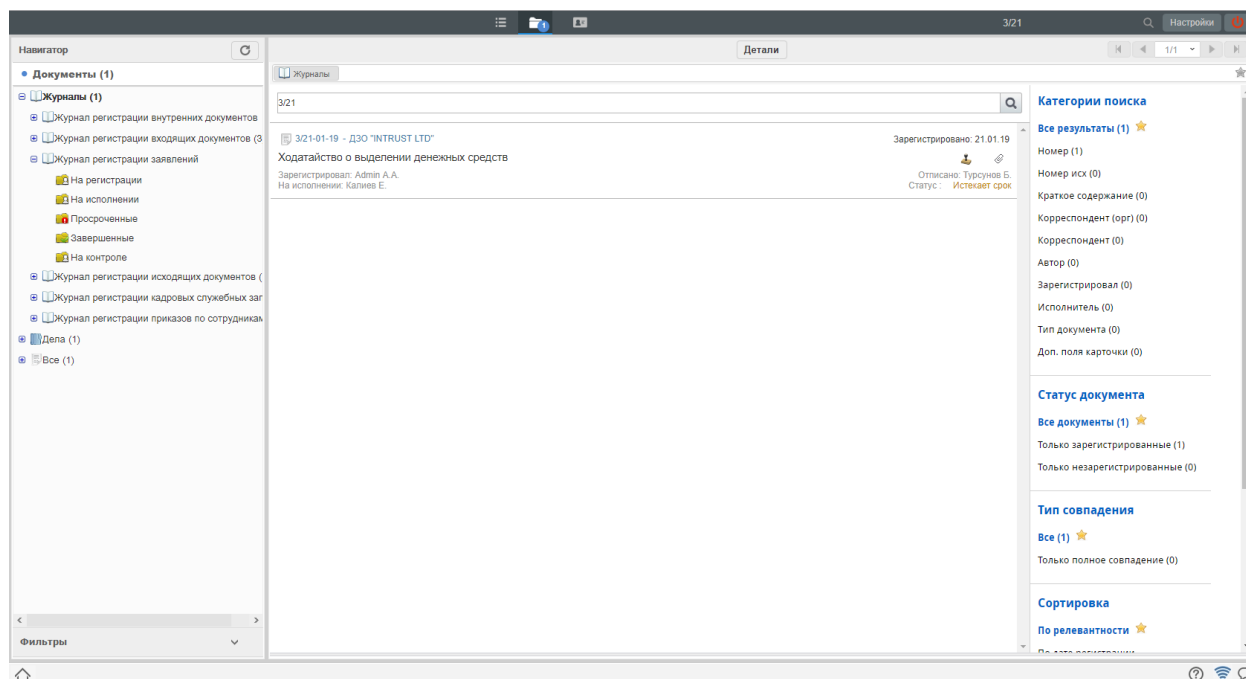 1
3/21
Настройки
Навигатор
Детали
1/1
Документы (1)
Журналы
Журналы (1)
Журнал регистрации внутренних документов
Журнал регистрации входящих документов (3
Журнал регистрации заявлений
На регистрации
На исполнении
Просроченные
Завершенные
На контроле
Журнал регистрации исходящих документов (
Журнал регистрации кадровых служебных зап
Журнал регистрации приказов по сотрудникам
Дела (1)
Все (1)
Фильтры
3/21
3/21-01-19 - ДЗО "INTRUST LTD"
Зарегистрировано: 21.01.19
Ходатайство о выделении денежных средств
Зарегистрировал: Admin A.A.
Отписано: Турсунов Б.
На исполнении: Калиев Е.
Статус : Истекает срок
Категории поиска
Все результаты (1)
Номер (1)
Номер исх (0)
Краткое содержание (0)
Корреспондент (орг) (0)
Корреспондент (0)
Автор (0)
Зарегистрировал (0)
Исполнитель (0)
Тип документа (0)
Доп. поля карточки (0)
Статус документа
Все документы (1)
Только зарегистрированные (1)
Только незарегистрированные (0)
Тип совпадения
Все (1)
Только полное совпадение (0)
Сортировка
По релевантности
По дате регистрации